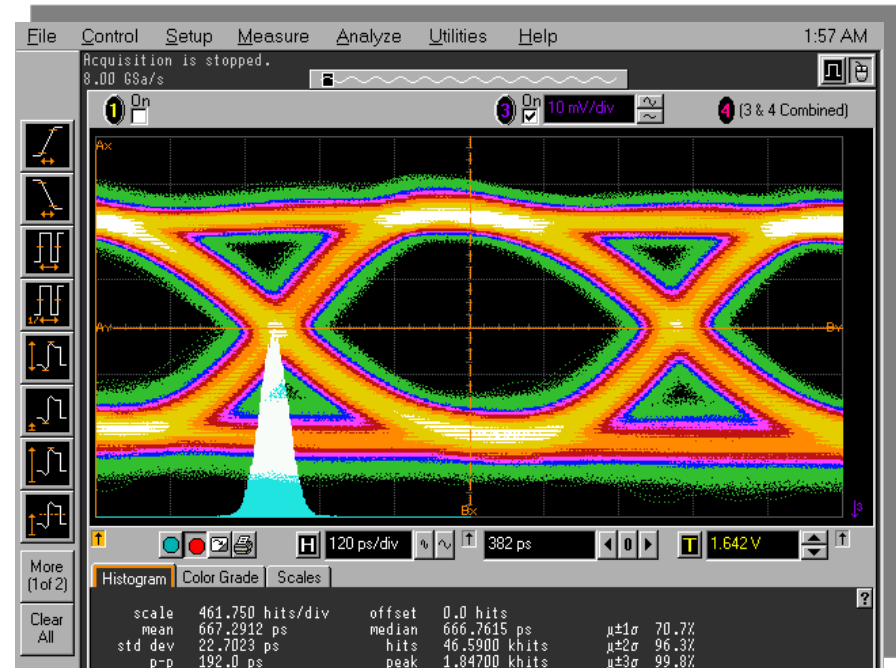 File Control Setup Measure Analyze Utilities Help 1:57 AM
Acquisition is stopped.
8.00 GSa/s
1 On 3 On 10 mV/div 4 (3 & 4 Combined)
Ax
Ay By
Bx
3
H 120 ps/div 382 ps 0 T 1.642 V
More
(1of 2)
Clear
All
Histogram Color Grade Scales
?
scale 461.750 hits/div offset 0.0 hits
mean 667.2912 ps median 666.7615 ps µ±1σ 70.7%
std dev 22.7023 ps hits 46.5900 khits µ±2σ 96.3%
p-p 192.0 ps peak 1.84700 khits µ±3σ 99.8%